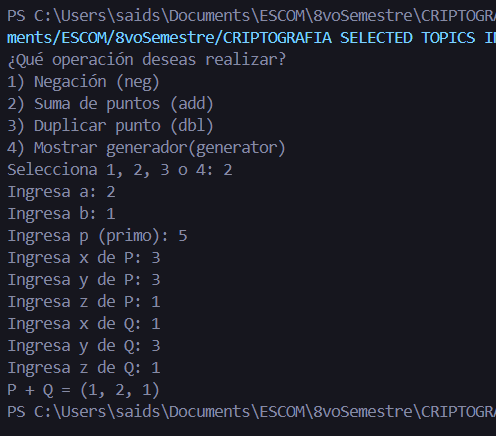 PS C:\Users\saids\Documents\ESCOM\8voSemestre\CRIPTOGRA
ments/ESCOM/8voSemestre/CRIPTOGRAFIA SELECTED TOPICS I
¿Qué operación deseas realizar?
1) Negación (neg)
2) Suma de puntos (add)
3) Duplicar punto (dbl)
4) Mostrar generador(generator)
Selecciona 1, 2, 3 o 4: 2
Ingresa a: 2
Ingresa b: 1
Ingresa p (primo): 5
Ingresa x de P: 3
Ingresa y de P: 3
Ingresa z de P: 1
Ingresa x de Q: 1
Ingresa y de Q: 3
Ingresa z de Q: 1
P + Q = (1, 2, 1)
PS C:\Users\saids\Documents\ESCOM\8voSemestre\CRIPTOGRA